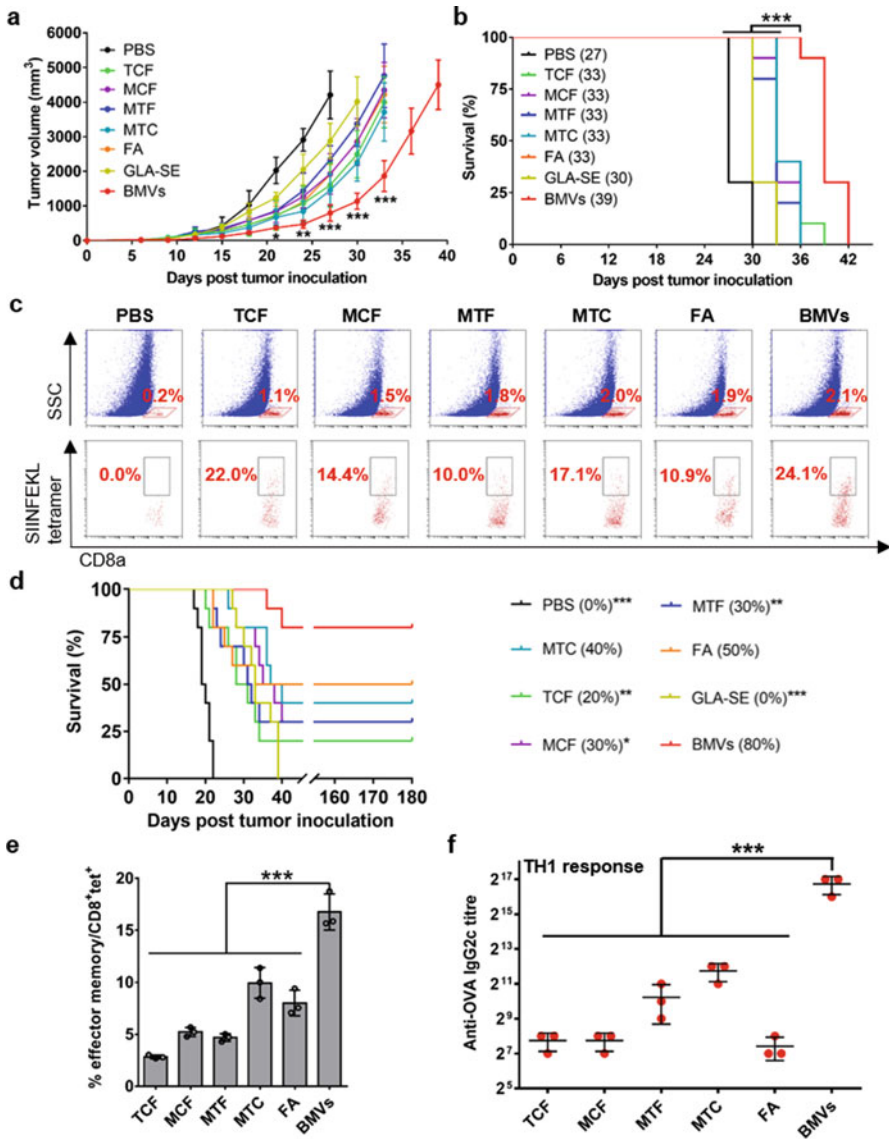 a
Tumor volume (mm³)
6000
5000
4000
3000
2000
1000
0
PBS
TCF
MCF
MTF
MTC
FA
GLA-SE
BMVs
* ** *** *** ***
0 5 10 15 20 25 30 35 40
Days post tumor inoculation
b
***
Survival (%)
100
50
0
PBS (27)
TCF (33)
MCF (33)
MTF (33)
MTC (33)
FA (33)
GLA-SE (30)
BMVs (39)
0 6 12 18 24 30 36 42
Days post tumor inoculation
c
PBS TCF MCF MTF MTC FA BMVs
SSC
0.2% 1.1% 1.5% 1.8% 2.0% 1.9% 2.1%
SIINFEKL
tetramer
0.0% 22.0% 14.4% 10.0% 17.1% 10.9% 24.1%
CD8a
d
Survival (%)
100
75
50
25
0
0 10 20 30 40 160 170 180
Days post tumor inoculation
PBS (0%)*** MTF (30%)**
MTC (40%) FA (50%)
TCF (20%)** GLA-SE (0%)***
MCF (30%)* BMVs (80%)
e
% effector memory/CD8⁺tet⁺
20
15
10
5
0
***
TCF MCF MTF MTC FA BMVs
f
TH1 response
***
Anti-OVA IgG2c titre
2¹⁷
2¹⁵
2¹³
2¹¹
2⁹
2⁷
2⁵
TCF MCF MTF MTC FA BMVs